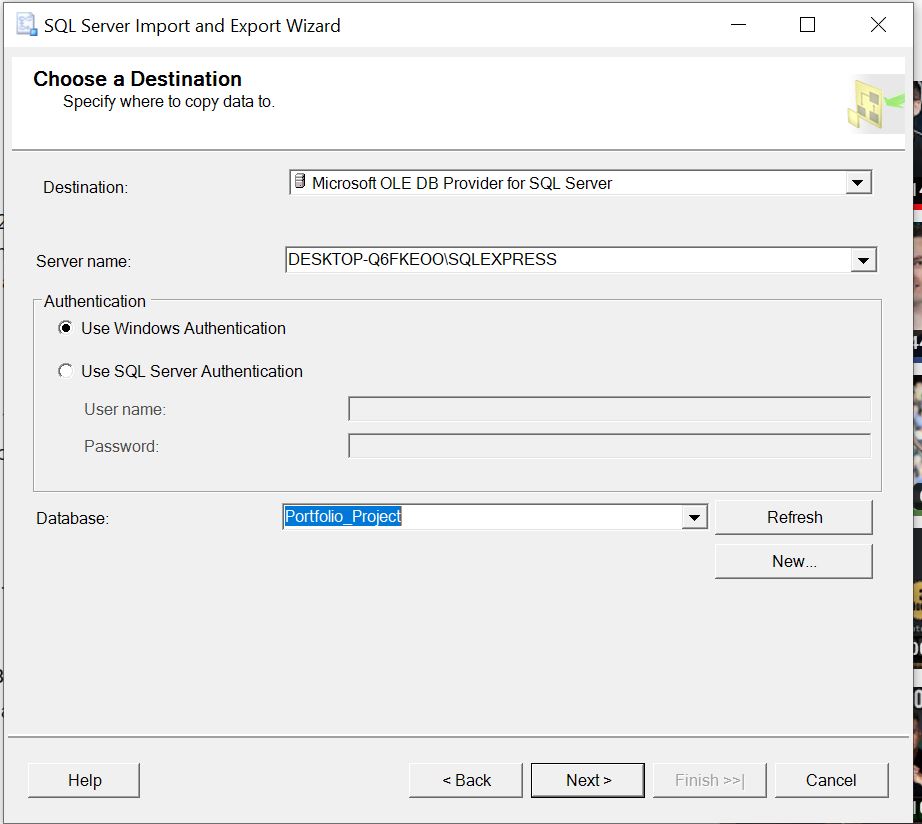 SQL Server Import and Export Wizard
Choose a Destination
Specify where to copy data to.
Destination: Microsoft OLE DB Provider for SQL Server
Server name: DESKTOP-Q6FKEOO\SQLEXPRESS
Authentication
Use Windows Authentication
Use SQL Server Authentication
User name:
Password:
Database: Portfolio_Project Refresh
New...
Help < Back Next > Finish >>| Cancel